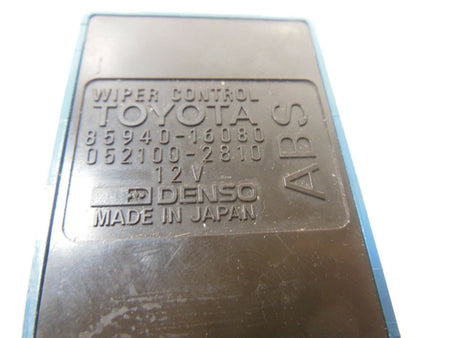 WIPER CONTROL
TOYOTA
85940-16080
052100-2810
12V
DENSO
MADE IN JAPAN
ABS